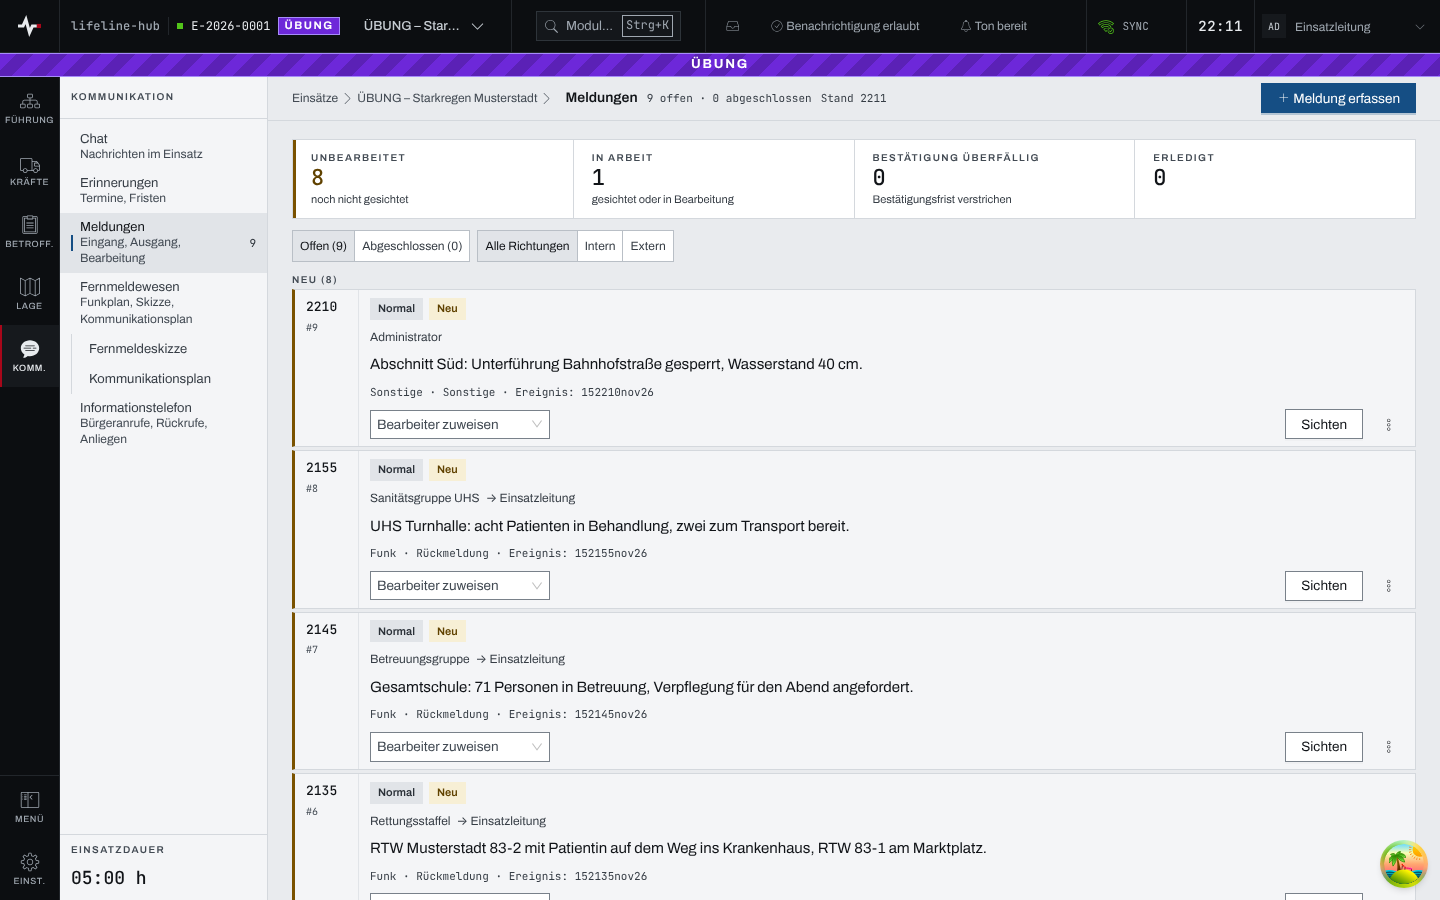 lifeline-hub
E-2026-0001
ÜBUNG
ÜBUNG – Star...
Modul...
Strg+K
Benachrichtigung erlaubt
Ton bereit
SYNC
22:11
AD
Einsatzleitung
ÜBUNG
FÜHRUNG
KRÄFTE
BETROFF.
LAGE
KOMM.
MENÜ
EINST.
KOMMUNIKATION
Chat
Nachrichten im Einsatz
Erinnerungen
Termine, Fristen
Meldungen
Eingang, Ausgang,
Bearbeitung
9
Fernmeldewesen
Funkplan, Skizze,
Kommunikationsplan
Fernmeldeskizze
Kommunikationsplan
Informationstelefon
Bürgeranrufe, Rückrufe,
Anliegen
EINSATZDAUER
05:00 h
Einsätze
ÜBUNG – Starkregen Musterstadt
Meldungen
9 offen · 0 abgeschlossen
Stand 2211
+ Meldung erfassen
UNBEARBEITET
8
noch nicht gesichtet
IN ARBEIT
1
gesichtet oder in Bearbeitung
BESTÄTIGUNG ÜBERFÄLLIG
0
Bestätigungsfrist verstrichen
ERLEDIGT
0
Offen (9)
Abgeschlossen (0)
Alle Richtungen
Intern
Extern
NEU (8)
2210
#9
Normal
Neu
Administrator
Abschnitt Süd: Unterführung Bahnhofstraße gesperrt, Wasserstand 40 cm.
Sonstige · Sonstige · Ereignis: 152210nov26
Bearbeiter zuweisen
Sichten
2155
#8
Normal
Neu
Sanitätsgruppe UHS → Einsatzleitung
UHS Turnhalle: acht Patienten in Behandlung, zwei zum Transport bereit.
Funk · Rückmeldung · Ereignis: 152155nov26
Bearbeiter zuweisen
Sichten
2145
#7
Normal
Neu
Betreuungsgruppe → Einsatzleitung
Gesamtschule: 71 Personen in Betreuung, Verpflegung für den Abend angefordert.
Funk · Rückmeldung · Ereignis: 152145nov26
Bearbeiter zuweisen
Sichten
2135
#6
Normal
Neu
Rettungsstaffel → Einsatzleitung
RTW Musterstadt 83-2 mit Patientin auf dem Weg ins Krankenhaus, RTW 83-1 am Marktplatz.
Funk · Rückmeldung · Ereignis: 152135nov26